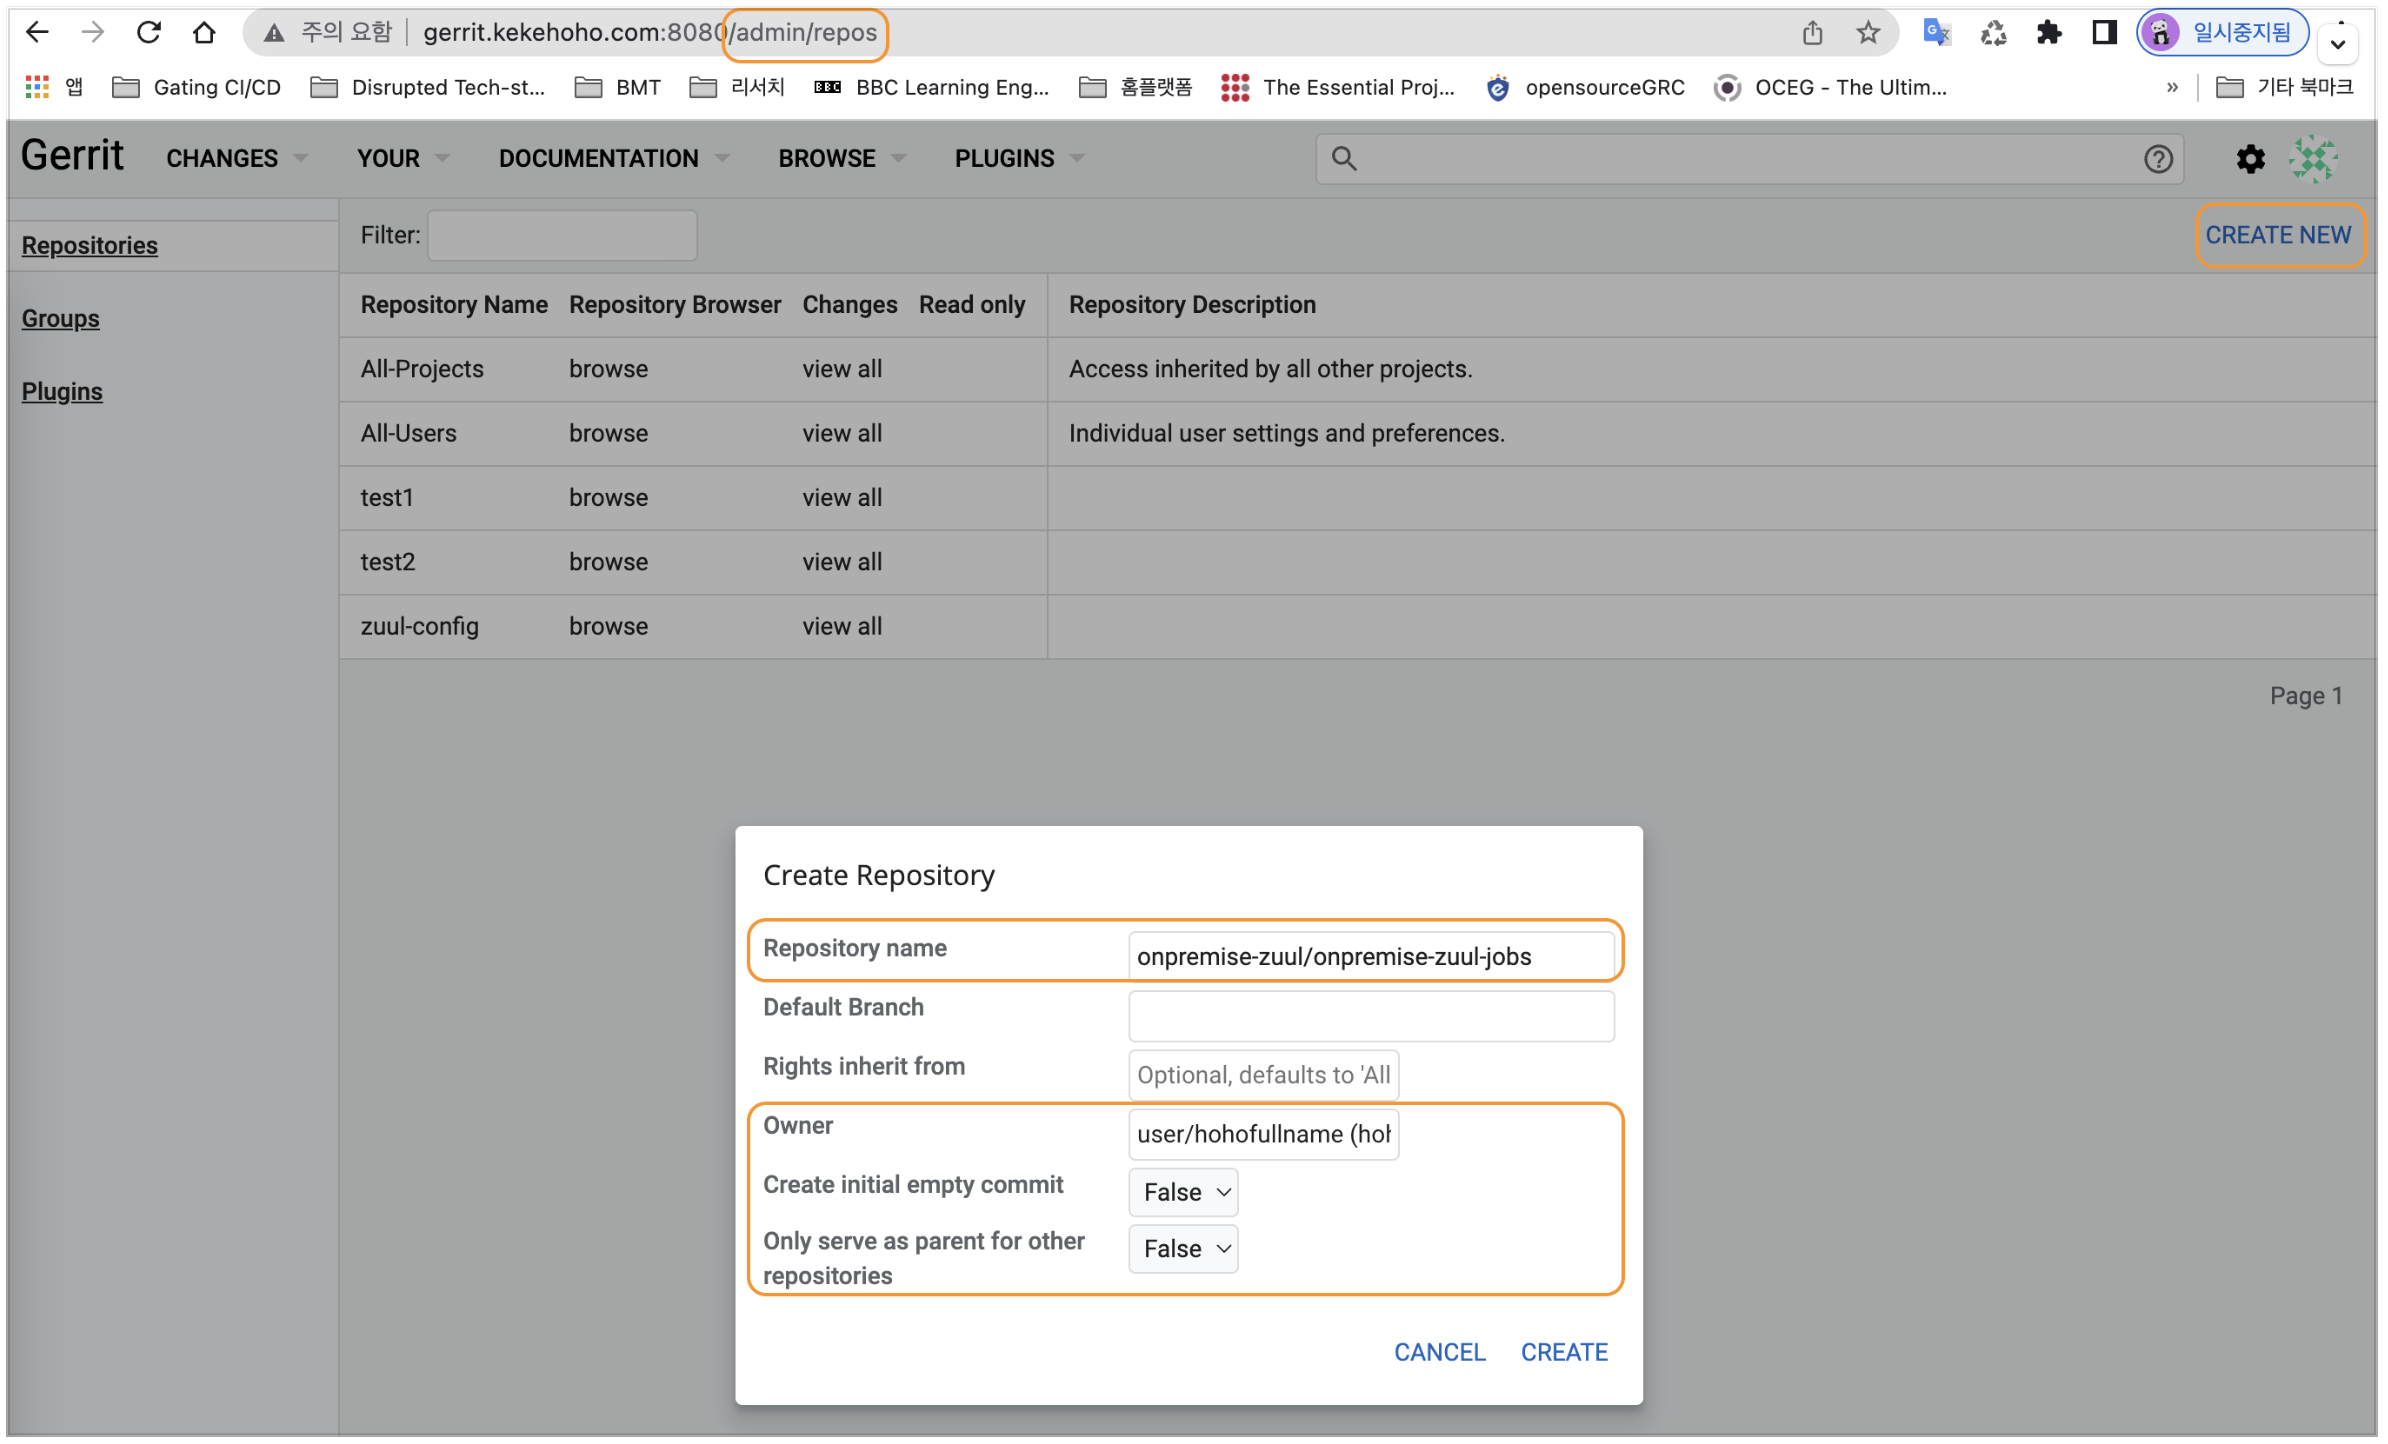 주의 요함 gerrit.kekehoho.com:8080/admin/repos 일시중지됨
앱 Gating CI/CD Disrupted Tech-st... BMT 리서치 BBC BBC Learning Eng... 홈플랫폼 The Essential Proj... opensourceGRC OCEG - The Ultim... » 기타 북마크
Gerrit CHANGES YOUR DOCUMENTATION BROWSE PLUGINS
Repositories
Filter: CREATE NEW
Groups
Plugins
Repository Name Repository Browser Changes Read only Repository Description
All-Projects browse view all Access inherited by all other projects.
All-Users browse view all Individual user settings and preferences.
test1 browse view all
test2 browse view all
zuul-config browse view all
Page 1
Create Repository
Repository name onpremise-zuul/onpremise-zuul-jobs
Default Branch
Rights inherit from Optional, defaults to 'All
Owner user/hohofullname (hoh
Create initial empty commit False
Only serve as parent for other repositories False
CANCEL CREATE